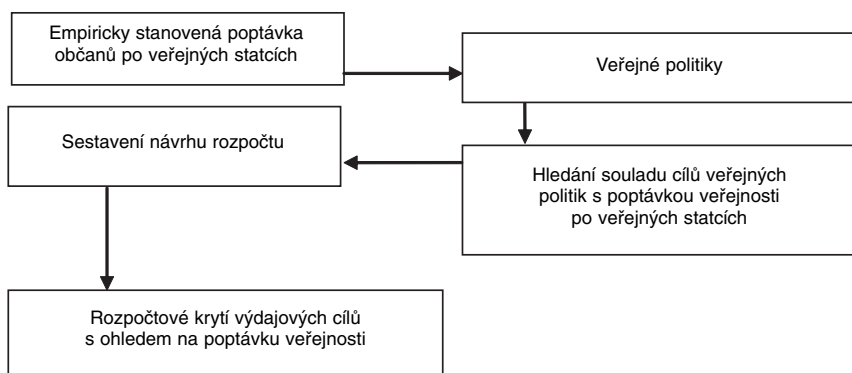 Empiricky stanovená poptávka
občanů po veřejných statcích
Veřejné politiky
Sestavení návrhu rozpočtu
Hledání souladu cílů veřejných
politik s poptávkou veřejnosti
po veřejných statcích
Rozpočtové krytí výdajových cílů
s ohledem na poptávku veřejnosti